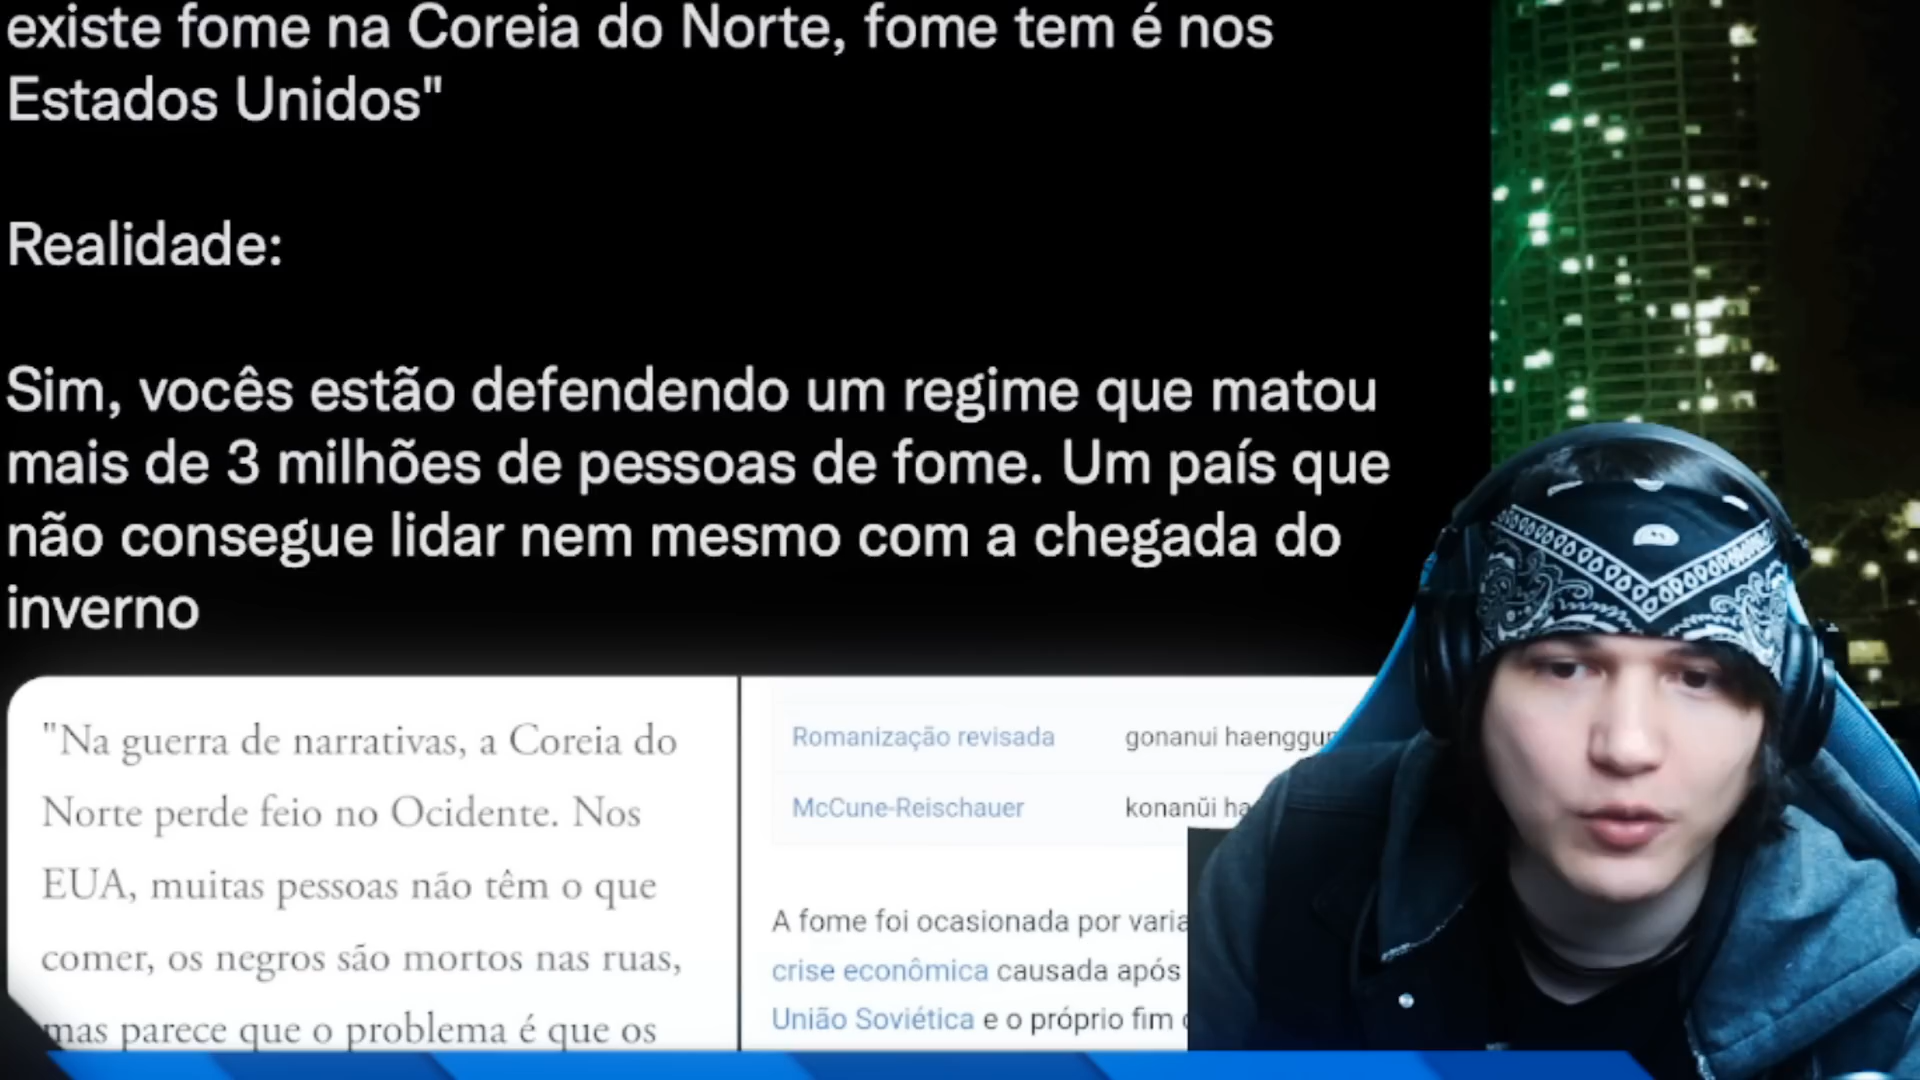 existe fome na Coreia do Norte, fome tem é nos
Estados Unidos"
Realidade:
Sim, vocês estão defendendo um regime que matou
mais de 3 milhões de pessoas de fome. Um país que
não consegue lidar nem mesmo com a chegada do
inverno
"Na guerra de narrativas, a Coreia do
Norte perde feio no Ocidente. Nos
EUA, muitas pessoas não têm o que
comer, os negros são mortos nas ruas,
mas parece que o problema é que os
Romanização revisada gonanui
McCune-Reischauer konanŭi
A fome foi ocasionada por
crise econômica causada após
União Soviética e o próprio fim